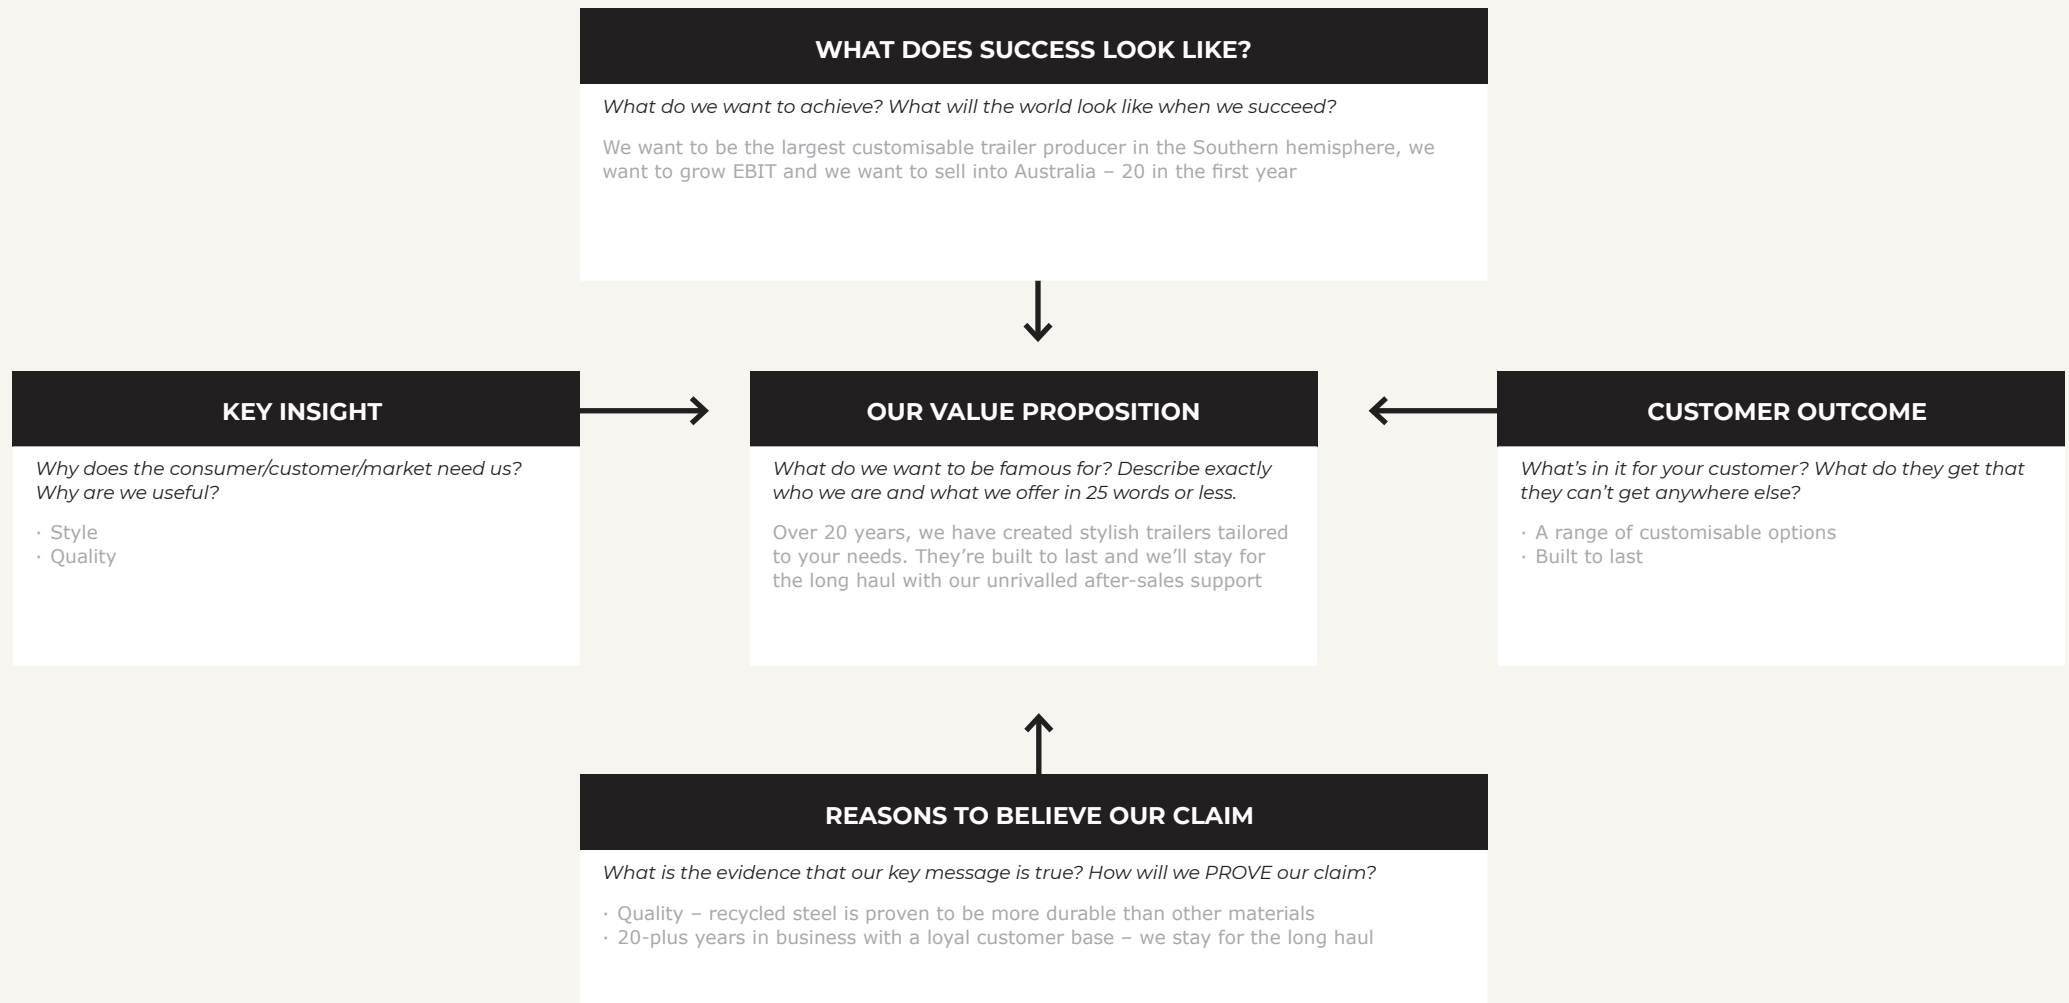 WHAT DOES SUCCESS LOOK LIKE?
What do we want to achieve? What will the world look like when we succeed?
We want to be the largest customisable trailer producer in the Southern hemisphere, we
want to grow EBIT and we want to sell into Australia – 20 in the first year
KEY INSIGHT
Why does the consumer/customer/market need us?
Why are we useful?
· Style
· Quality
OUR VALUE PROPOSITION
What do we want to be famous for? Describe exactly
who we are and what we offer in 25 words or less.
Over 20 years, we have created stylish trailers tailored
to your needs. They’re built to last and we’ll stay for
the long haul with our unrivalled after-sales support
CUSTOMER OUTCOME
What’s in it for your customer? What do they get that
they can’t get anywhere else?
· A range of customisable options
· Built to last
REASONS TO BELIEVE OUR CLAIM
What is the evidence that our key message is true? How will we PROVE our claim?
· Quality – recycled steel is proven to be more durable than other materials
· 20-plus years in business with a loyal customer base – we stay for the long haul